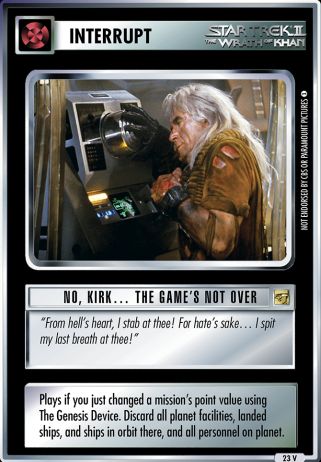 INTERRUPT
STAR TREK II
THE WRATH OF KHAN
NOT ENDORSED BY CBS OR PARAMOUNT PICTURES
NO, KIRK... THE GAME'S NOT OVER
"From hell's heart, I stab at thee! For hate's sake... I spit
my last breath at thee!"
Plays if you just changed a mission's point value using
The Genesis Device. Discard all planet facilities, landed
ships, and ships in orbit there, and all personnel on planet.
23 V